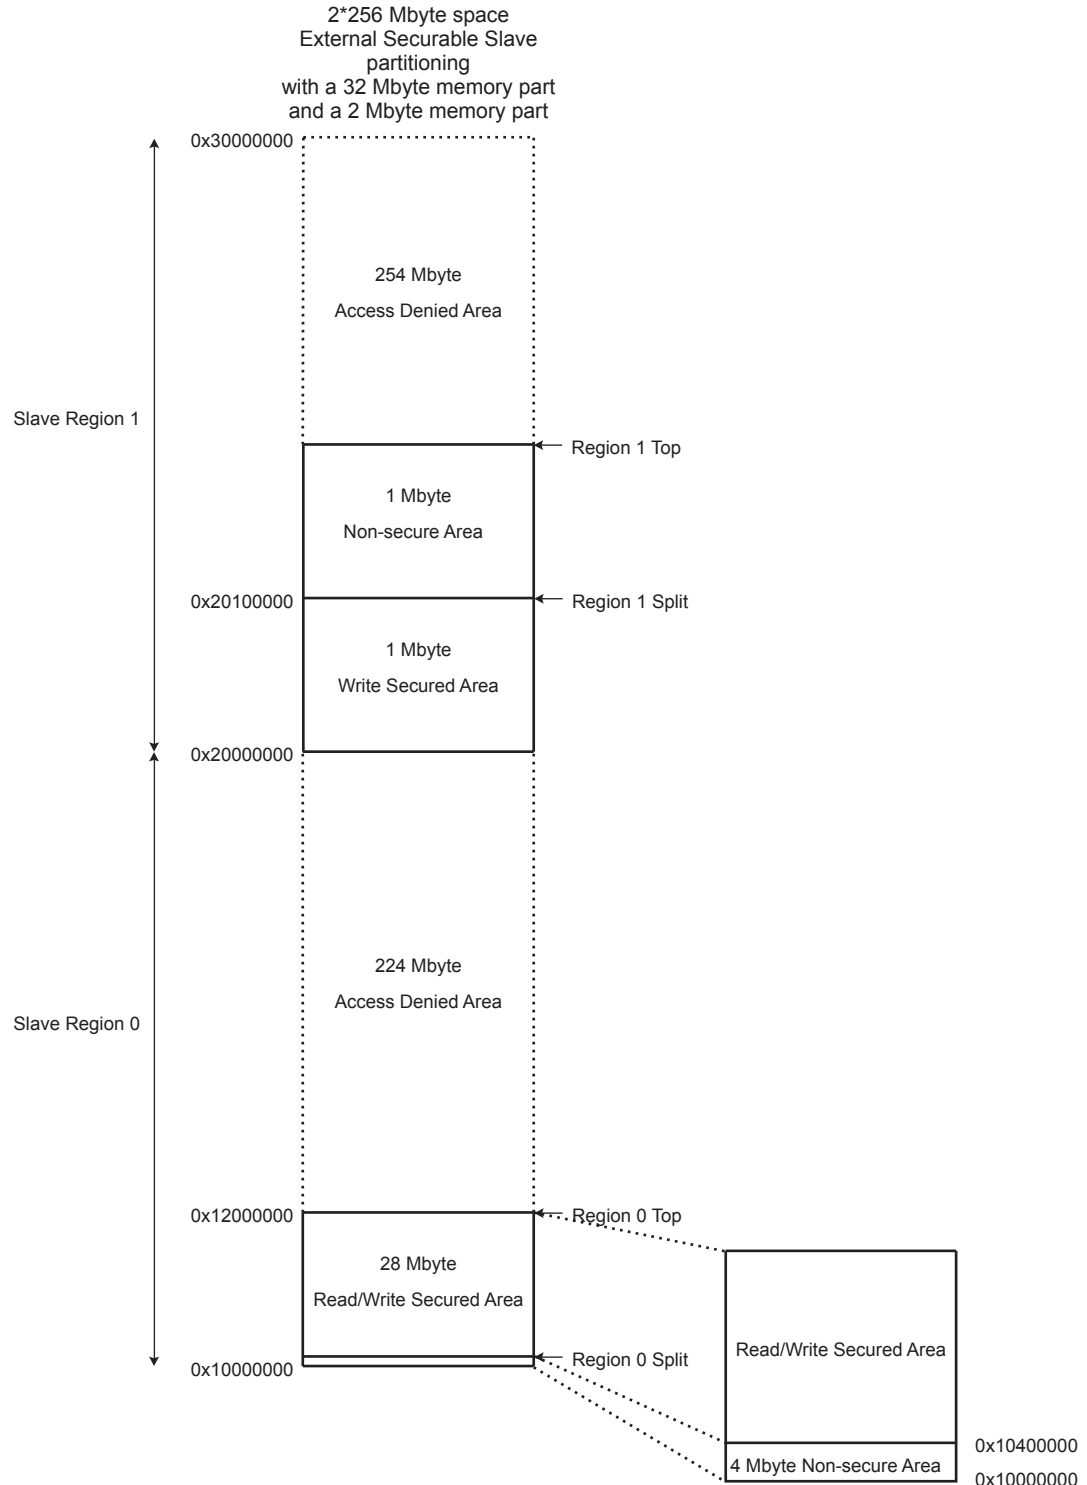 2*256 Mbyte space
External Securable Slave
partitioning
with a 32 Mbyte memory part
and a 2 Mbyte memory part
0x30000000
254 Mbyte
Access Denied Area
Slave Region 1
Region 1 Top
1 Mbyte
Non-secure Area
0x20100000
Region 1 Split
1 Mbyte
Write Secured Area
0x20000000
224 Mbyte
Access Denied Area
Slave Region 0
0x12000000
Region 0 Top
28 Mbyte
Read/Write Secured Area
Read/Write Secured Area
Region 0 Split
0x10000000
0x10400000
4 Mbyte Non-secure Area
0x10000000